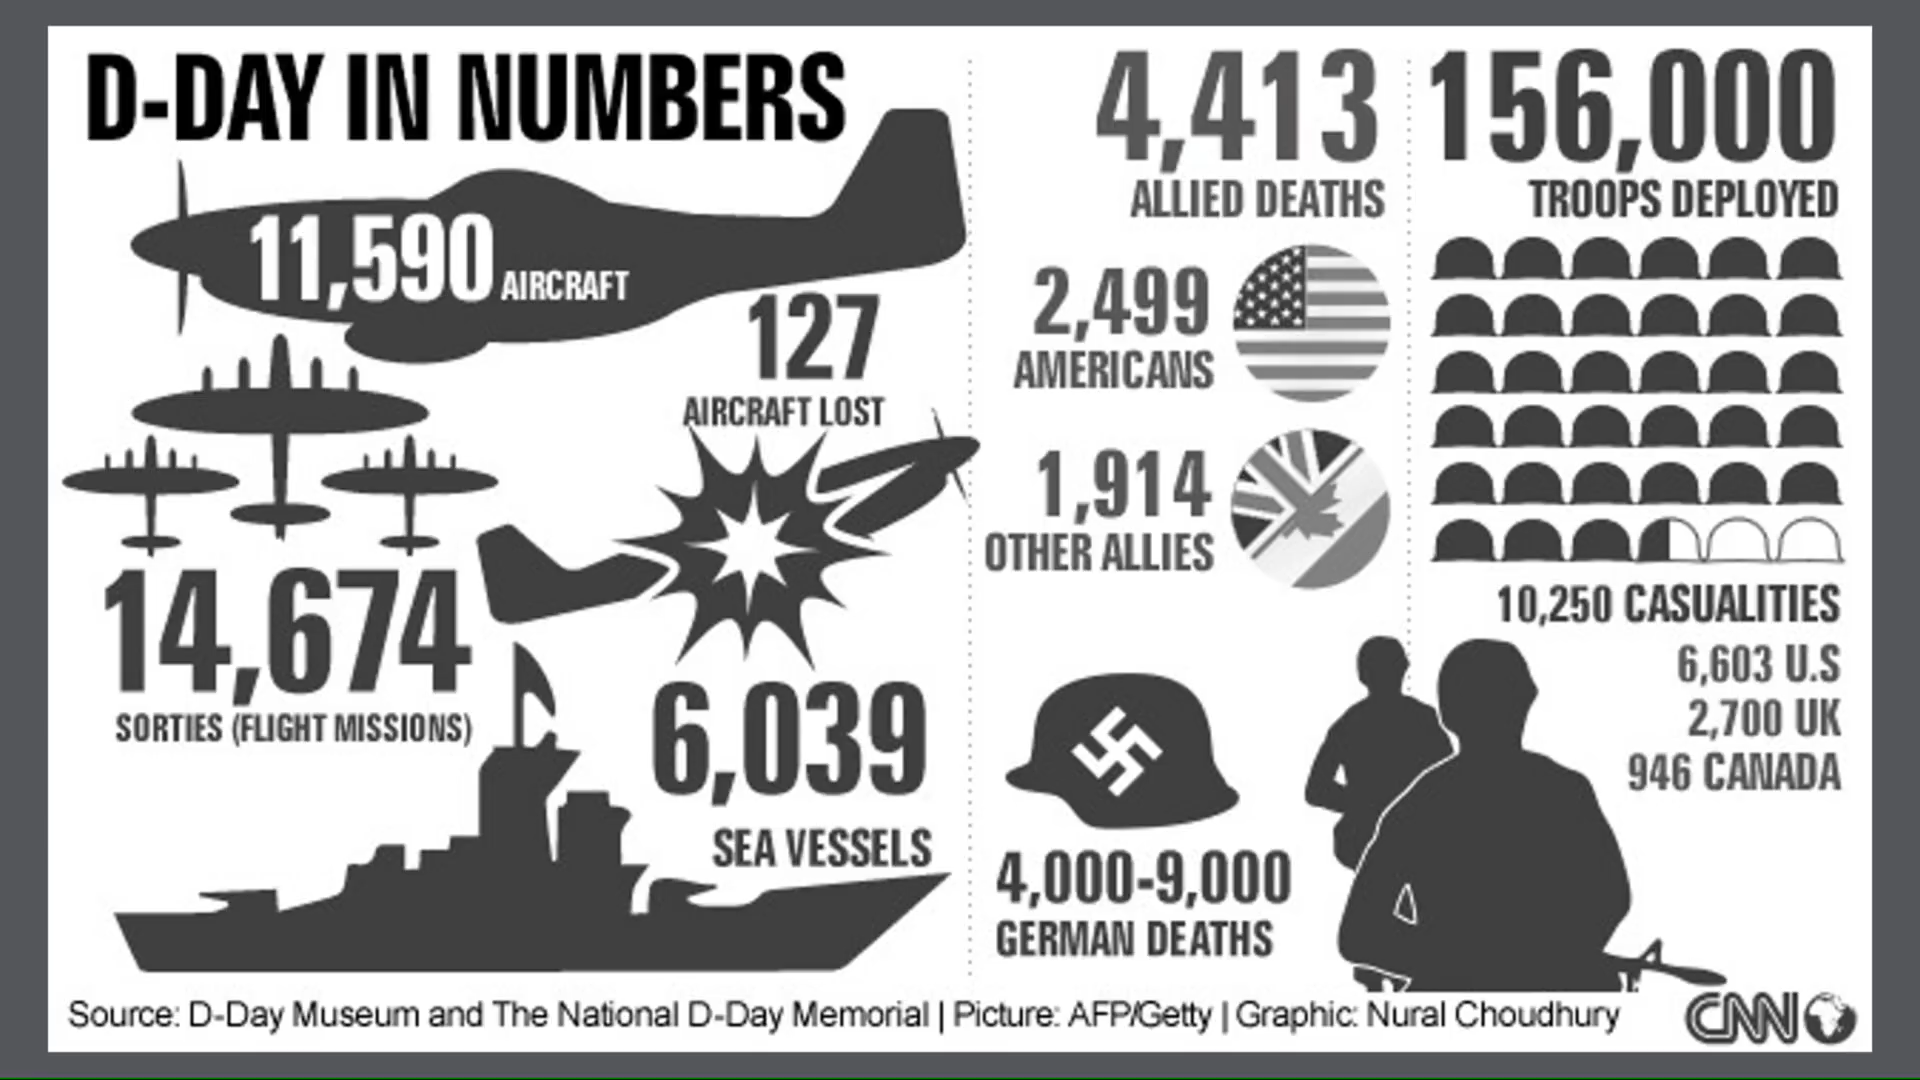 D-DAY IN NUMBERS
11,590 AIRCRAFT
127
AIRCRAFT LOST
14,674
SORTIES (FLIGHT MISSIONS)
6,039
SEA VESSELS
4,413
ALLIED DEATHS
2,499
AMERICANS
1,914
OTHER ALLIES
4,000-9,000
GERMAN DEATHS
156,000
TROOPS DEPLOYED
10,250 CASUALITIES
6,603 U.S
2,700 UK
946 CANADA
Source: D-Day Museum and The National D-Day Memorial | Picture: AFP/Getty | Graphic: Nural Choudhury
CNN